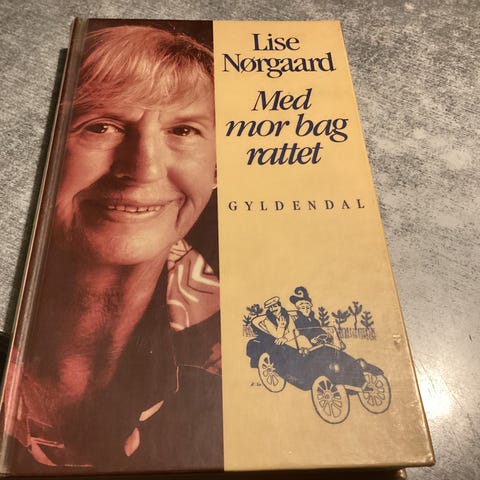 Lise
Nørgaard
Med
mor bag
rattet
GYLDENDAL